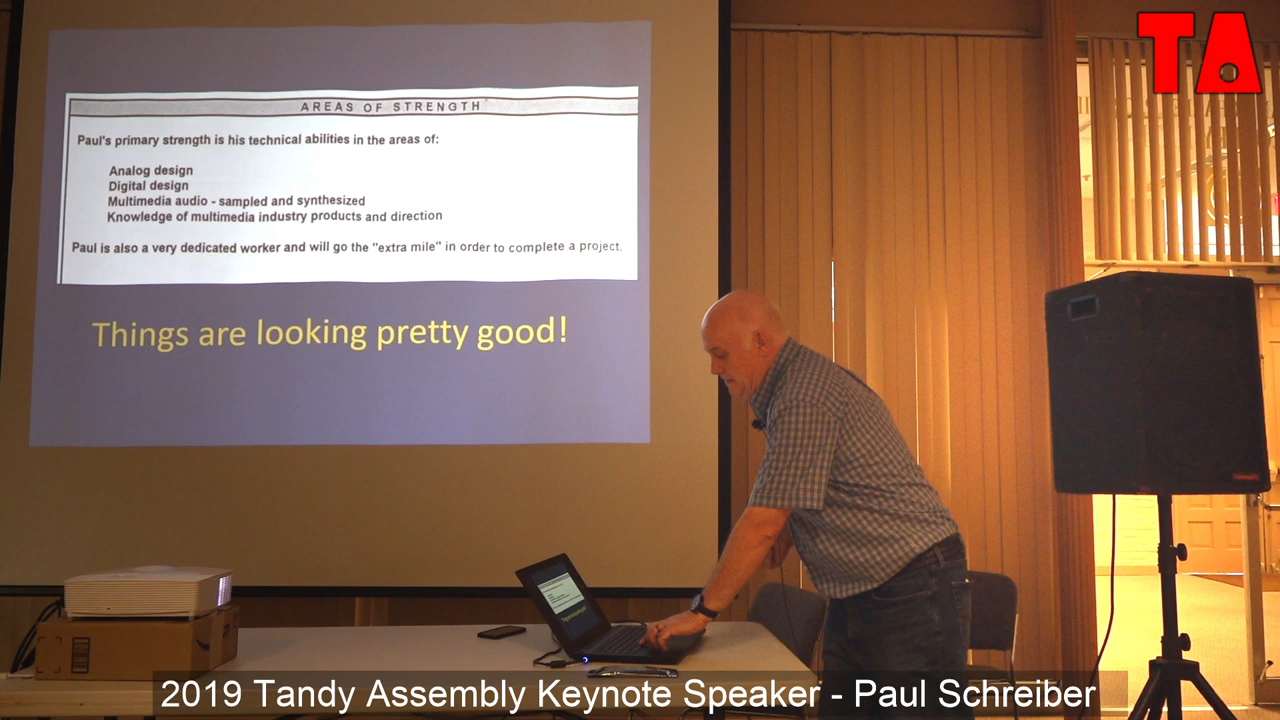 TA
AREAS OF STRENGTH
Paul's primary strength is his technical abilities in the areas of:
Analog design
Digital design
Multimedia audio - sampled and synthesized
Knowledge of multimedia industry products and direction
Paul is also a very dedicated worker and will go the "extra mile" in order to complete a project.
Things are looking pretty good!
2019 Tandy Assembly Keynote Speaker - Paul Schreiber